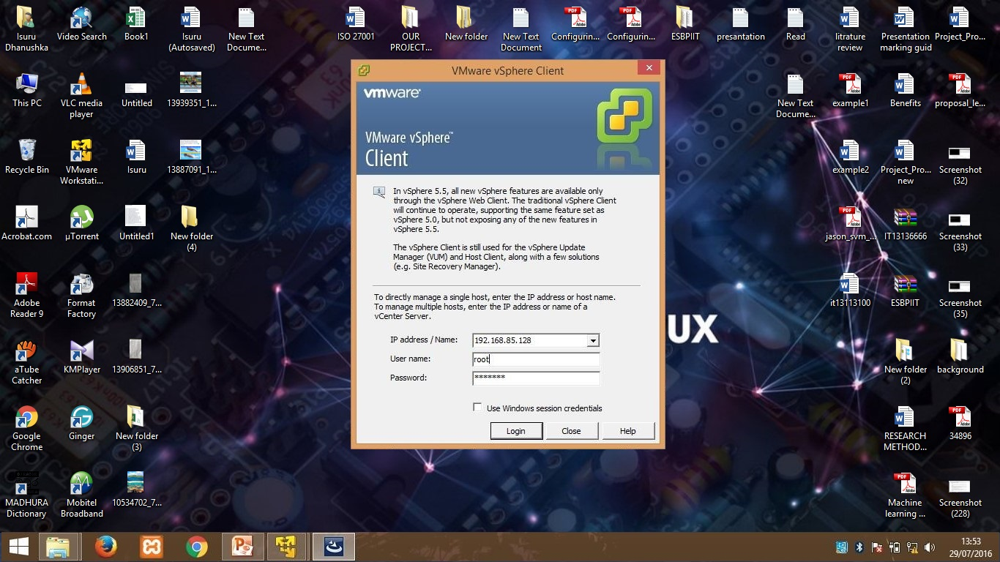 Isuru
Dhanushka
Video Search
Book1
Isuru
(Autosaved)
New Text
Docume...
ISO 27001
OUR
PROJECT...
New folder
New Text
Document
Configurin...
Configurin...
ESBPIIT
presantation
Read
litrature
review
Presentation
marking guid
Project_Pro...
This PC
VLC media
player
Untitled
13939351_1...
New Text
Docume...
example1
Benefits
proposal_le...
Recycle Bin
VMware
Workstati...
Isuru
13887091_1...
example2
Project_Pro...
new
Screenshot
(32)
Acrobat.com
µTorrent
Untitled1
New folder
(4)
jason_svm_...
IT13136666
Screenshot
(33)
Adobe
Reader 9
Format
Factory
13882409_7...
it13113100
ESBPIIT
Screenshot
(35)
aTube
Catcher
KMPlayer
13906851_7...
New folder
(2)
background
Google
Chrome
Ginger
New folder
(3)
RESEARCH
METHOD...
34896
MADHURA
Dictionary
Mobitel
Broadband
10534702_7...
Machine
learning ...
Screenshot
(228)
UX
VMware vSphere Client
vmware
VMware vSphere™
Client
In vSphere 5.5, all new vSphere features are available only
through the vSphere Web Client. The traditional vSphere Client
will continue to operate, supporting the same feature set as
vSphere 5.0, but not exposing any of the new features in
vSphere 5.5.
The vSphere Client is still used for the vSphere Update
Manager (VUM) and Host Client, along with a few solutions
(e.g. Site Recovery Manager).
To directly manage a single host, enter the IP address or host name.
To manage multiple hosts, enter the IP address or name of a
vCenter Server.
IP address / Name: 192.168.85.128
User name: root
Password: *******
Use Windows session credentials
Login Close Help
13:53
29/07/2016